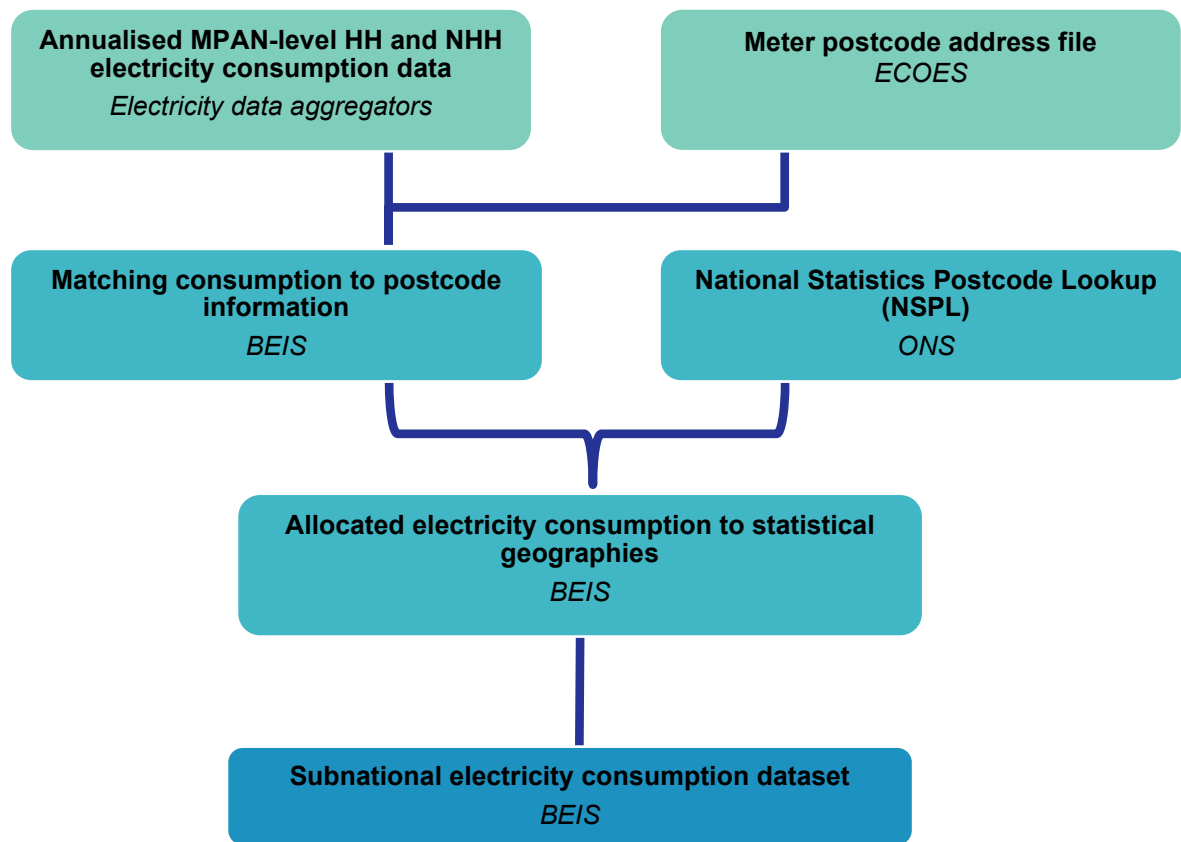 Annualised MPAN-level HH and NHH
electricity consumption data
Electricity data aggregators
Meter postcode address file
ECOES
Matching consumption to postcode
information
BEIS
National Statistics Postcode Lookup
(NSPL)
ONS
Allocated electricity consumption to statistical
geographies
BEIS
Subnational electricity consumption dataset
BEIS